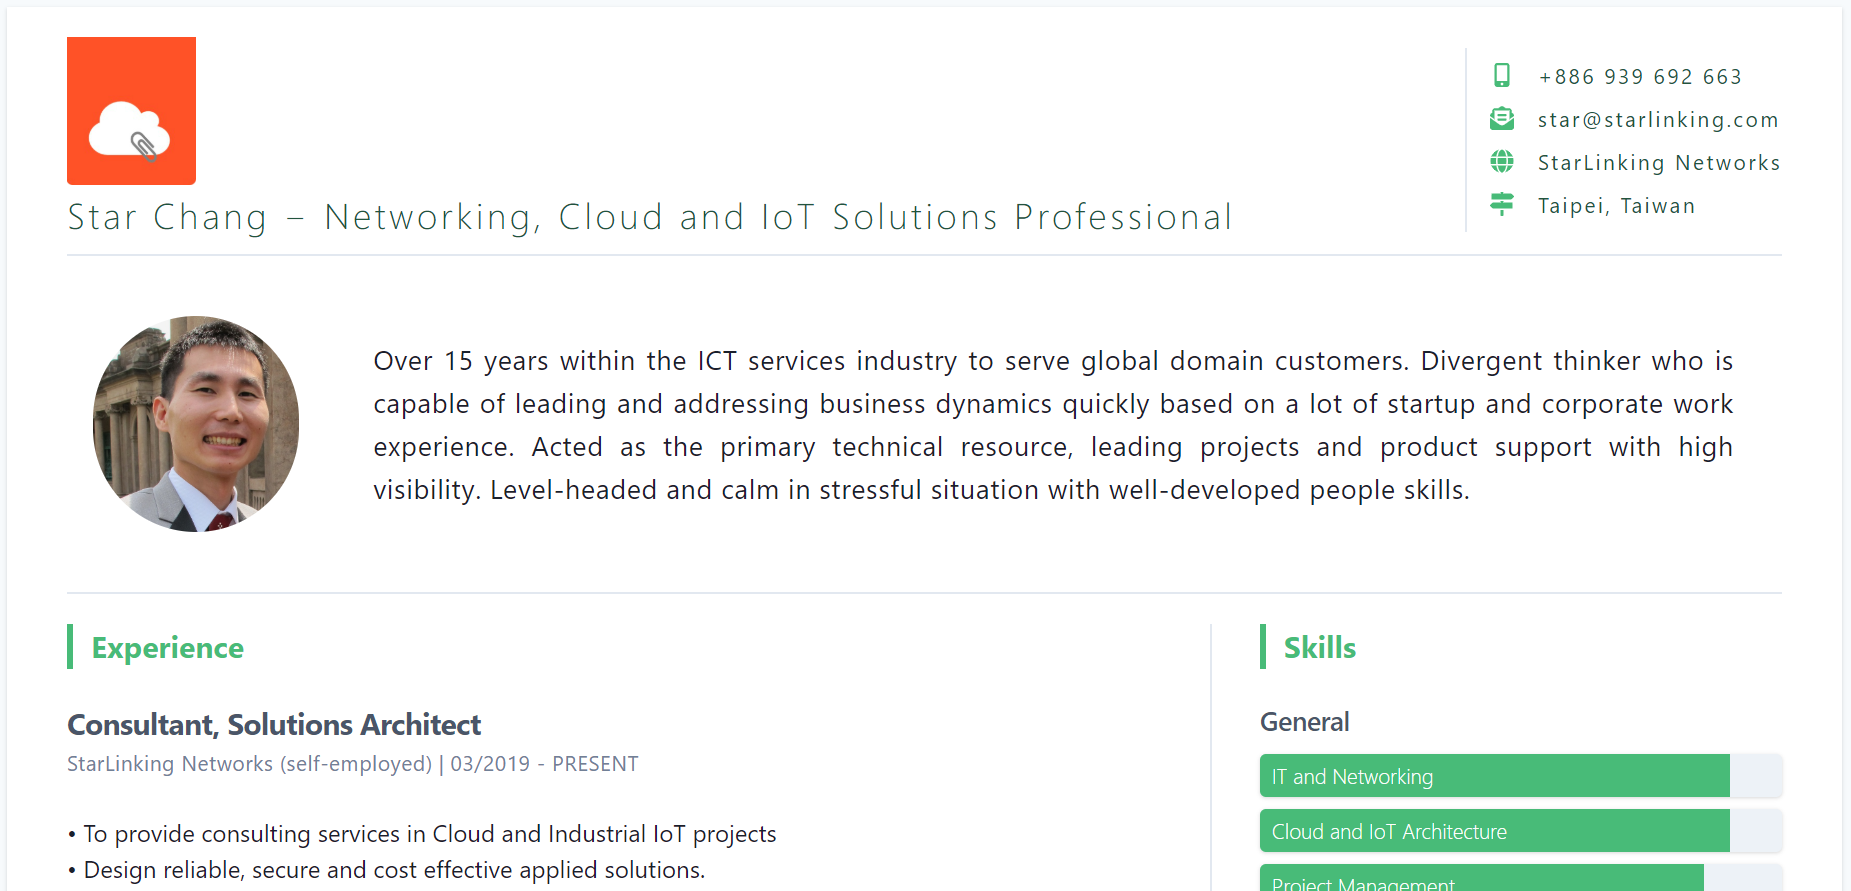 +886 939 692 663
star@starlinking.com
StarLinking Networks
Taipei, Taiwan
Star Chang – Networking, Cloud and IoT Solutions Professional
Over 15 years within the ICT services industry to serve global domain customers. Divergent thinker who is
capable of leading and addressing business dynamics quickly based on a lot of startup and corporate work
experience. Acted as the primary technical resource, leading projects and product support with high
visibility. Level-headed and calm in stressful situation with well-developed people skills.
Experience
Consultant, Solutions Architect
StarLinking Networks (self-employed) | 03/2019 - PRESENT
• To provide consulting services in Cloud and Industrial IoT projects
• Design reliable, secure and cost effective applied solutions.
Skills
General
IT and Networking
Cloud and IoT Architecture
Project Management